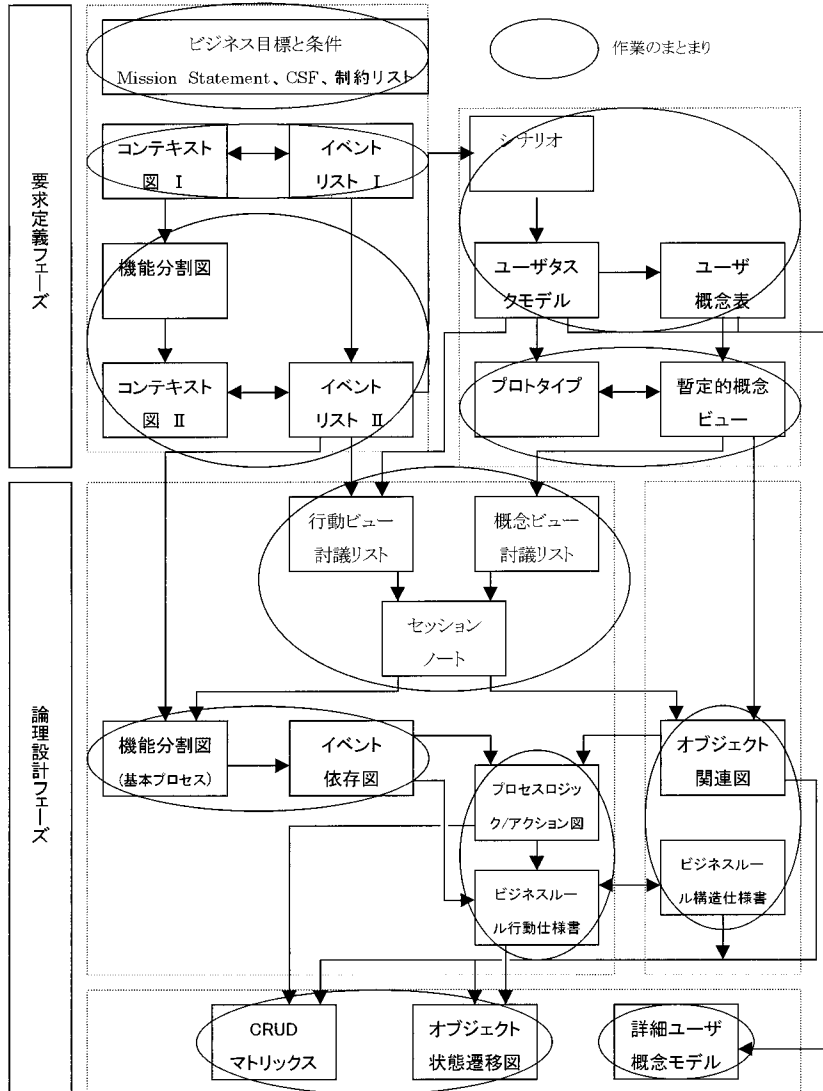 ビジネス目標と条件
Mission Statement、CSF、制約リスト
作業のまとまり
要求定義フェーズ
コンテキスト
図 Ⅰ
イベント
リスト Ⅰ
シナリオ
機能分割図
ユーザタス
クモデル
ユーザ
概念表
コンテキスト
図 Ⅱ
イベント
リスト Ⅱ
プロトタイプ
暫定的概念
ビュー
論理設計フェーズ
行動ビュー
討議リスト
概念ビュー
討議リスト
セッション
ノート
機能分割図
(基本プロセス)
イベント
依存図
プロセスロジッ
ク/アクション図
オブジェクト
関連図
ビジネスルー
ル行動仕様書
ビジネスルー
ル構造仕様書
CRUD
マトリックス
オブジェクト
状態遷移図
詳細ユーザ
概念モデル